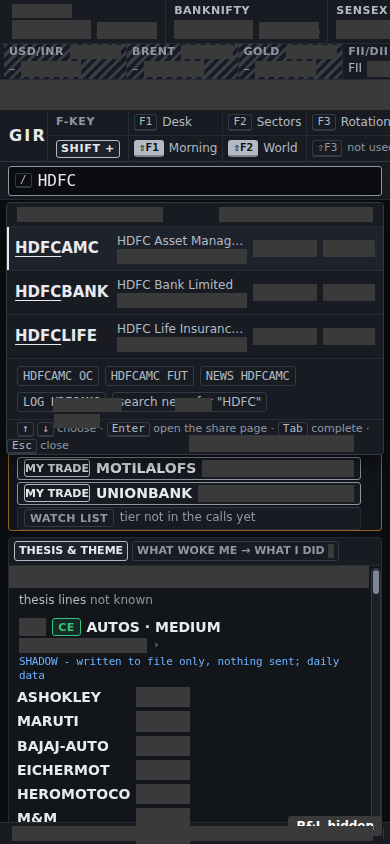 BANKNIFTY SENSEX
USD/INR BRENT GOLD FII/DII
– – – FII
GIR F-KEY F1 Desk F2 Sectors F3 Rotation
SHIFT + ⇧F1 Morning ⇧F2 World ⇧F3 not used
/ HDFC
HDFCAMC HDFC Asset Manag…
HDFCBANK HDFC Bank Limited
HDFCLIFE HDFC Life Insuranc…
HDFCAMC OC HDFCAMC FUT NEWS HDFCAMC
LOG search "HDFC"
↑ ↓ choose · Enter open the share page · Tab complete ·
Esc close
MY TRADE MOTILALOFS
MY TRADE UNIONBANK
WATCH LIST tier not in the calls yet
THESIS & THEME WHAT WOKE ME → WHAT I DID
thesis lines not known
CE AUTOS · MEDIUM
›
SHADOW - written to file only, nothing sent; daily
data
ASHOKLEY
MARUTI
BAJAJ-AUTO
EICHERMOT
HEROMOTOCO
M&M
P&L hidden